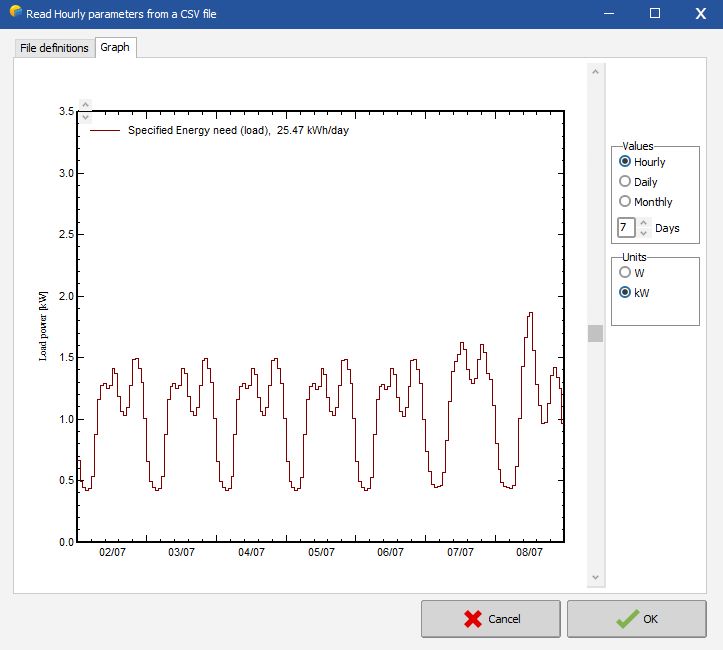 Read Hourly parameters from a CSV file
File definitions
Graph
3.5
3.0
2.5
2.0
1.5
1.0
0.5
0.0
Load power [kW]
Specified Energy need (load), 25.47 kWh/day
02/07 03/07 04/07 05/07 06/07 07/07 08/07
Values
Hourly
Daily
Monthly
7 Days
Units
W
kW
Cancel
OK